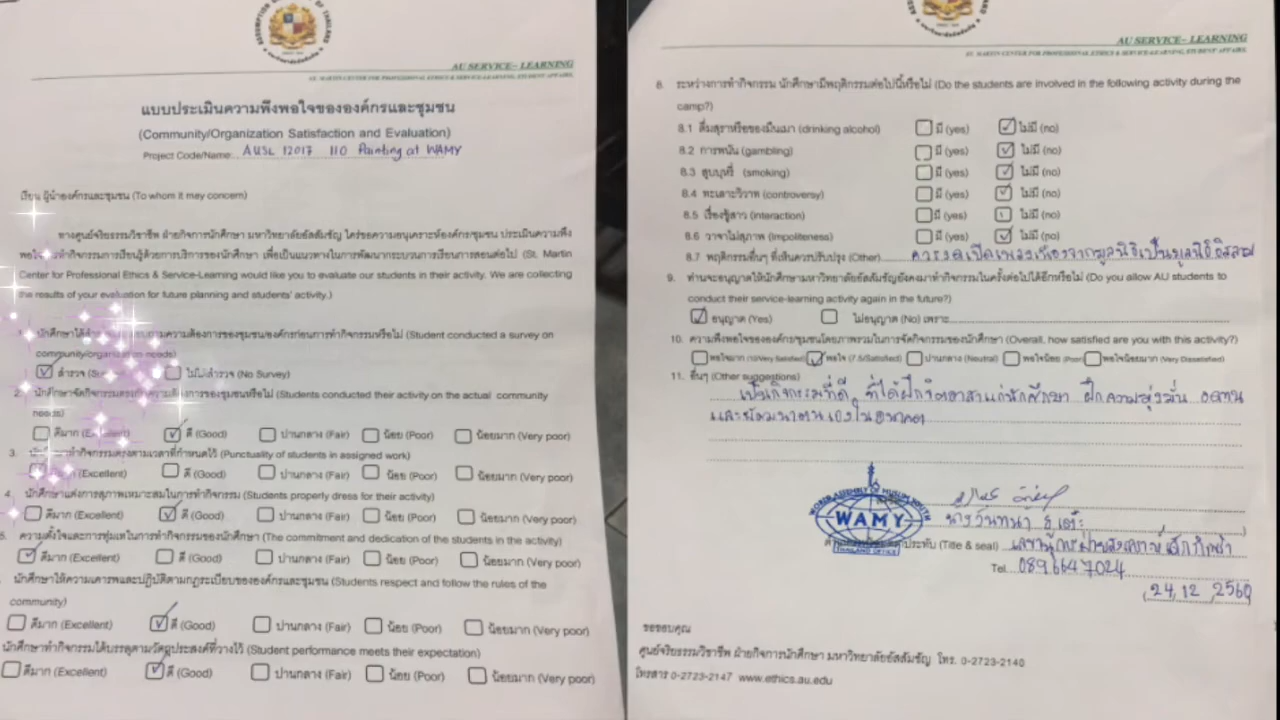 ASSUMPTION UNIVERSITY OF THAILAND
AU SERVICE– LEARNING
ST. MARTIN CENTER FOR PROFESSIONAL ETHICS & SERVICE-LEARNING, STUDENT AFFAIRS.
แบบประเมินความพึงพอใจขององค์กรและชุมชน
(Community/Organization Satisfaction and Evaluation)
Project Code/Name: AUSL 12017 110 Painting at WAMY
เรียน ผู้นำองค์กรและชุมชน (To whom it may concern)
ทางศูนย์จริยธรรมวิชาชีพ ฝ่ายกิจการนักศึกษา มหาวิทยาลัยอัสสัมชัญ ใคร่ขอความอนุเคราะห์องค์กร/ชุมชน ประเมินความพึง
พอใจในการทำกิจกรรมการเรียนรู้ด้วยการบริการของนักศึกษา เพื่อเป็นแนวทางในการพัฒนากระบวนการเรียนการสอนต่อไป (St. Martin
Center for Professional Ethics & Service-Learning would like you to evaluate our students in their activity. We are collecting
the results of your evaluation for future planning and students' activity.)
นักศึกษาได้สำรวจ ความต้องการของชุมชน/องค์กรก่อนการทำกิจกรรมหรือไม่ (Student conducted a survey on
community/organization needs)
สำรวจ (Survey) ไม่ได้สำรวจ (No Survey)
2. นักศึกษาจัดกิจกรรมตรงกับความต้องการของชุมชนหรือไม่ (Students conducted their activity on the actual community
needs)
ดีมาก (Excellent) ดี (Good) ปานกลาง (Fair) น้อย (Poor) น้อยมาก (Very poor)
3. นักศึกษาทำกิจกรรมตรงตามเวลาที่กำหนดไว้ (Punctuality of students in assigned work)
ดีมาก (Excellent) ดี (Good) ปานกลาง (Fair) น้อย (Poor) น้อยมาก (Very poor)
4. นักศึกษาแต่งการสุภาพเหมาะสมในการทำกิจกรรม (Students properly dress for their activity)
ดีมาก (Excellent) ดี (Good) ปานกลาง (Fair) น้อย (Poor) น้อยมาก (Very poor)
ความตั้งใจและการทุ่มเทในการทำกิจกรรมของนักศึกษา (The commitment and dedication of the students in the activity)
ดีมาก (Excellent) ดี (Good) ปานกลาง (Fair) น้อย (Poor) น้อยมาก (Very poor)
นักศึกษาให้ความเคารพและปฏิบัติตามกฎระเบียบขององค์กรและชุมชน (Students respect and follow the rules of the
community)
ดีมาก (Excellent) ดี (Good) ปานกลาง (Fair) น้อย (Poor) น้อยมาก (Very poor)
นักศึกษาทำกิจกรรมได้บรรลุตามวัตถุประสงค์ที่วางไว้ (Student performance meets their expectation)
ดีมาก (Excellent) ดี (Good) ปานกลาง (Fair) น้อย (Poor) น้อยมาก (Very poor)
AU SERVICE– LEARNING
ST. MARTIN CENTER FOR PROFESSIONAL ETHICS & SERVICE-LEARNING, STUDENT AFFAIRS.
8. ระหว่างการทำกิจกรรม นักศึกษามีพฤติกรรมต่อไปนี้หรือไม่ (Do the students are involved in the following activity during the
camp?)
8.1 ดื่มสุราหรือของมึนเมา (drinking alcohol) มี (yes) ไม่มี (no)
8.2 การพนัน (gambling) มี (yes) ไม่มี (no)
8.3 สูบบุหรี่ (smoking) มี (yes) ไม่มี (no)
8.4 ทะเลาะวิวาท (controversy) มี (yes) ไม่มี (no)
8.5 เรื่องชู้สาว (interaction) มี (yes) ไม่มี (no)
8.6 วาจาไม่สุภาพ (impoliteness) มี (yes) ไม่มี (no)
8.7 พฤติกรรมอื่นๆ ที่เห็นควรปรับปรุง (Other) ควรงดเปิดเพลงเนื่องจากมูลนิธิเป็นมูลนิธิอิสลาม
9. ท่านจะอนุญาตให้นักศึกษามหาวิทยาลัยอัสสัมชัญยังคงมาทำกิจกรรมในครั้งต่อไปได้อีกหรือไม่ (Do you allow AU students to
conduct their service-learning activity again in the future?)
อนุญาต (Yes) ไม่อนุญาต (No) เพราะ
10. ความพึงพอใจขององค์กร/ชุมชนโดยภาพรวมในการจัดกิจกรรมของนักศึกษา (Overall, how satisfied are you with this activity?)
พอใจมาก (10/Very Satisfied) พอใจ (7.5/Satisfied) ปานกลาง (Neutral) พอใจน้อย (Poor) พอใจน้อยมาก (Very Dissatisfied)
11. อื่นๆ (Other suggestions)
เป็นกิจกรรมที่ดี ที่ได้ฝึกจิตอาสาแก่นักศึกษา ฝึกความมุ่งมั่น อดทน
และพัฒนาตนเองในอนาคต
WORLD ASSEMBLY OF MUSLIM YOUTH
WAMY
THAILAND OFFICE
นางวันทนา
ประทับ (Title & seal) เลขานุการฝ่ายสงเคราะห์เด็กกำพร้า
Tel. 0896647024
24, 12, 2560
ขอขอบคุณ
ศูนย์จริยธรรมวิชาชีพ ฝ่ายกิจการนักศึกษา มหาวิทยาลัยอัสสัมชัญ โทร. 0-2723-2140
โทรสาร 0-2723-2147 www.ethics.au.edu